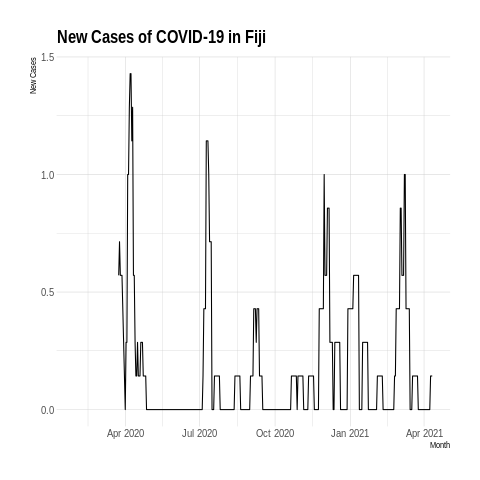 New Cases of COVID-19 in Fiji
New Cases
1.5
1.0
0.5
0.0
Apr 2020 Jul 2020 Oct 2020 Jan 2021 Apr 2021
Month